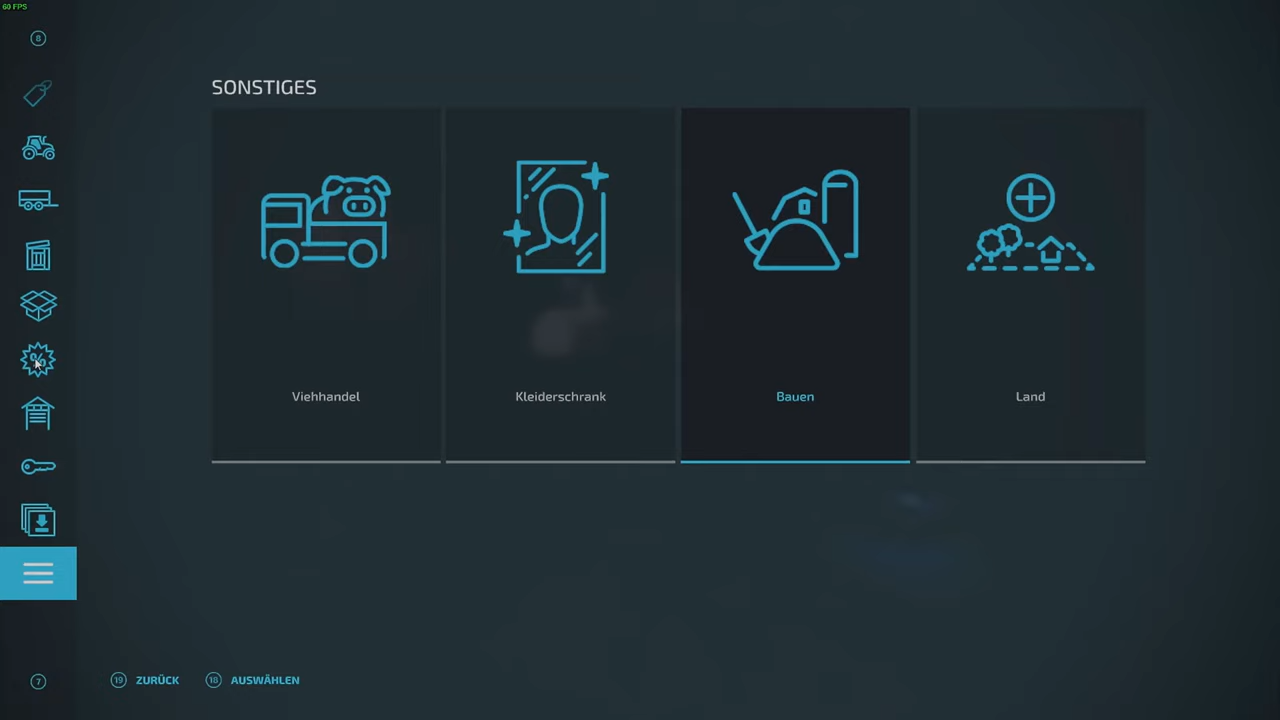 60 FPS
8
SONSTIGES
%
Viehhandel
Kleiderschrank
Bauen
Land
7
19 ZURÜCK 18 AUSWÄHLEN